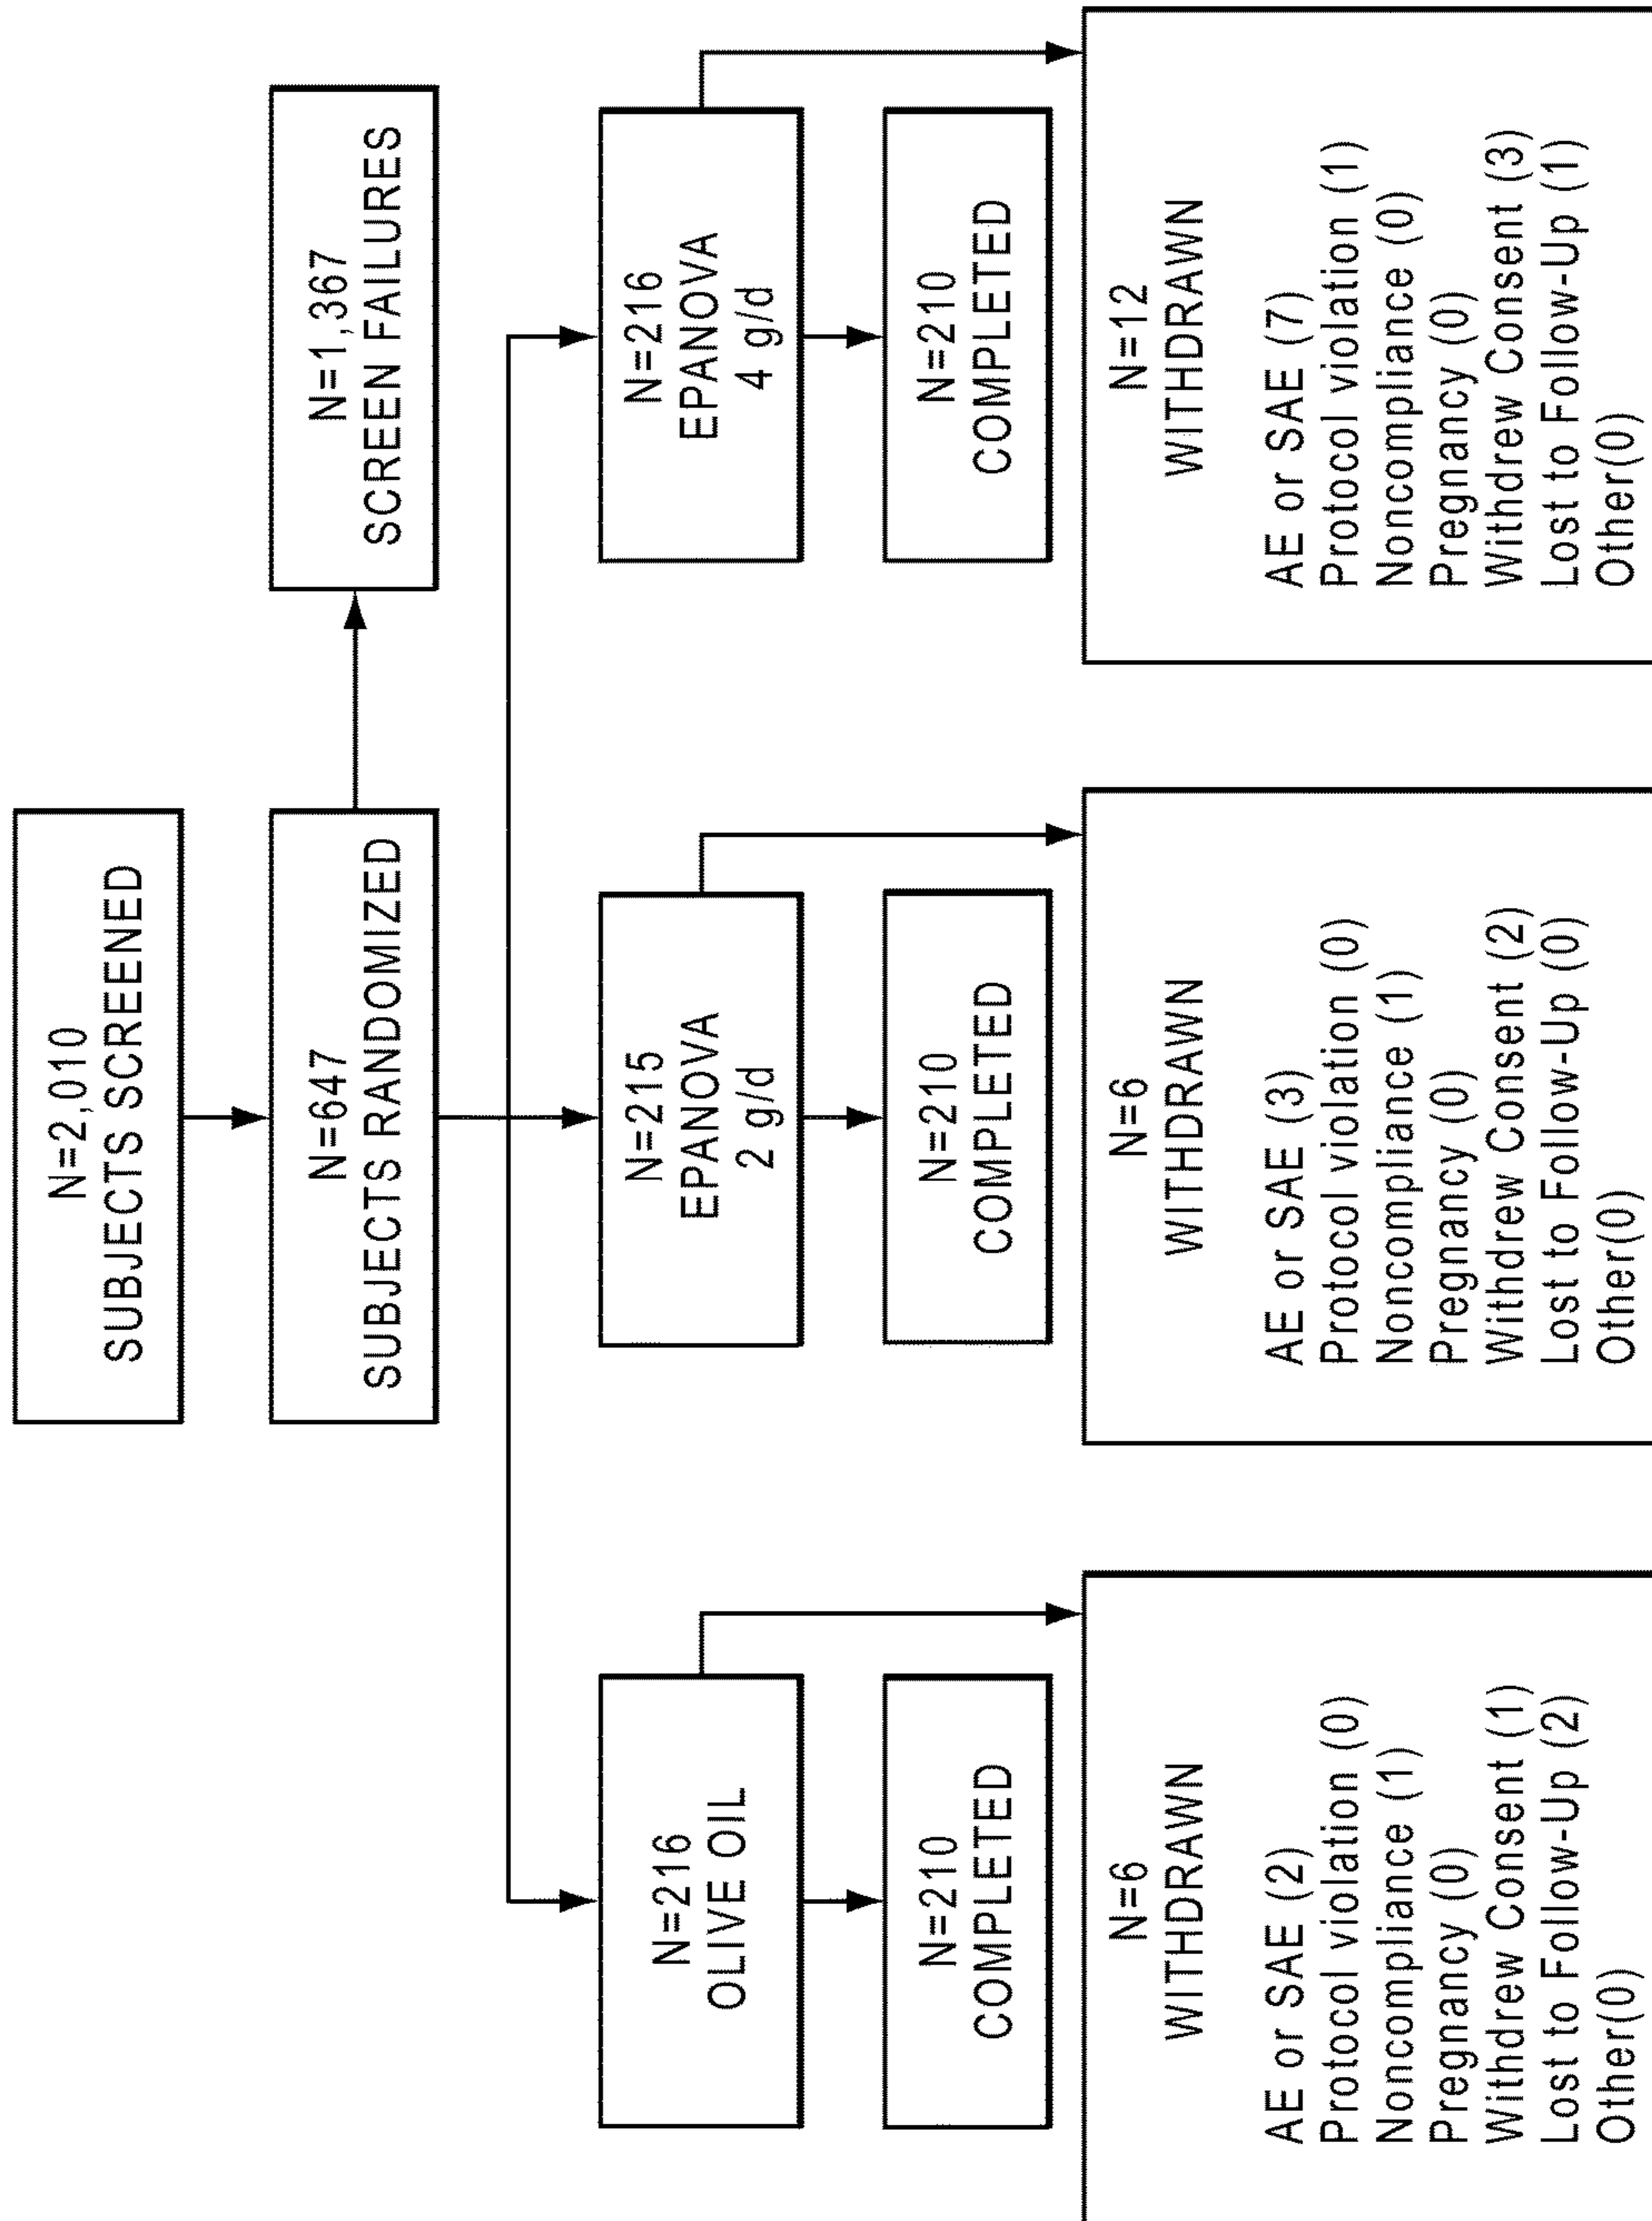 N=2,010
SUBJECTS SCREENED
N=647
SUBJECTS RANDOMIZED
N=1,367
SCREEN FAILURES
N=216
OLIVE OIL
N=215
EPANOVA
2 g/d
N=216
EPANOVA
4 g/d
N=210
COMPLETED
N=210
COMPLETED
N=210
COMPLETED
N=6
WITHDRAWN
AE or SAE (2)
Protocol violation (0)
Noncompliance (1)
Pregnancy (0)
Withdrew Consent (1)
Lost to Follow-Up (2)
Other(0)
N=6
WITHDRAWN
AE or SAE (3)
Protocol violation (0)
Noncompliance (1)
Pregnancy (0)
Withdrew Consent (2)
Lost to Follow-Up (0)
Other(0)
N=12
WITHDRAWN
AE or SAE (7)
Protocol violation (1)
Noncompliance (0)
Pregnancy (0)
Withdrew Consent (3)
Lost to Follow-Up (1)
Other(0)